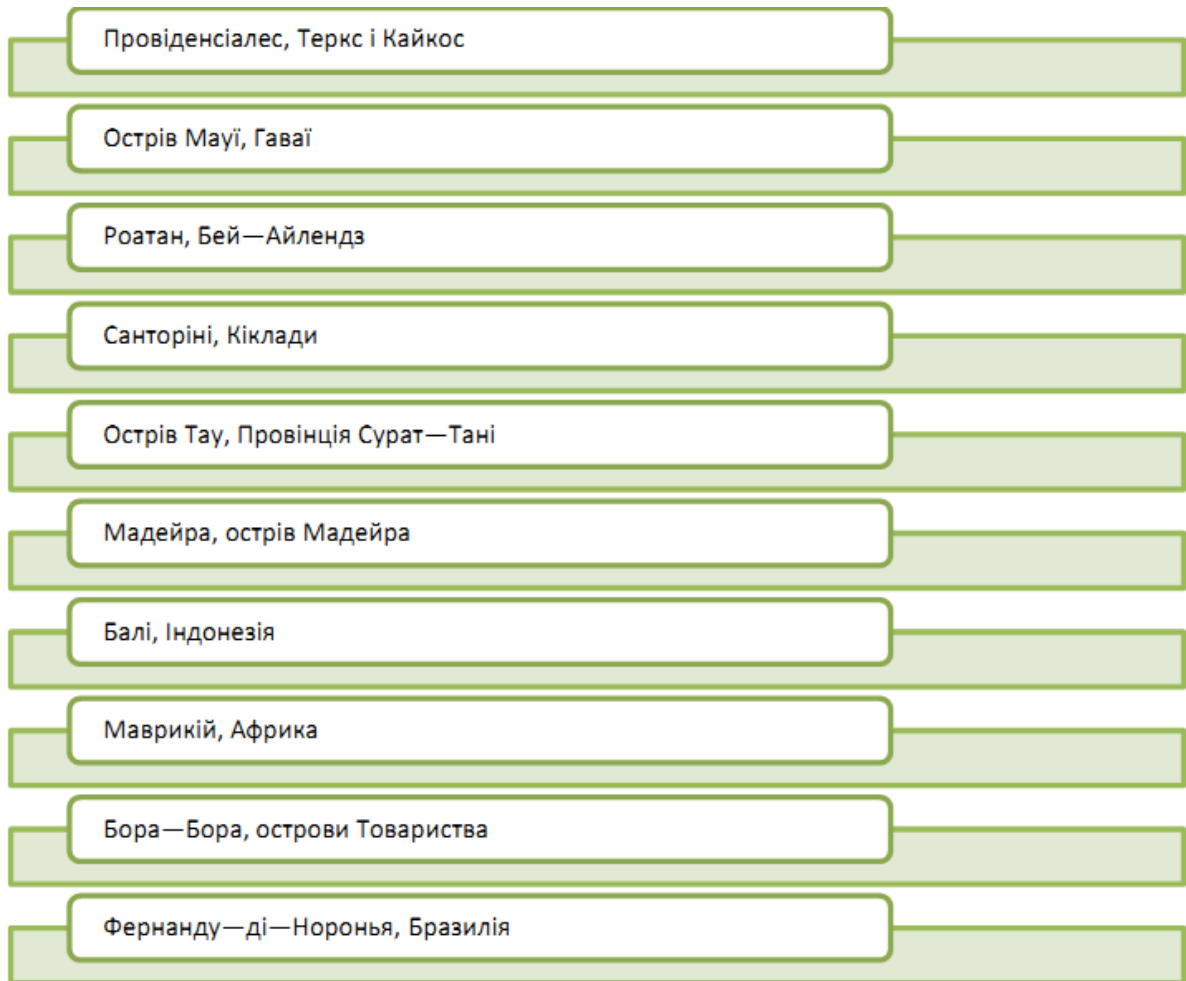 Провіденсіалес, Теркс і Кайкос
Острів Мауї, Гаваї
Роатан, Бей—Айлендз
Санторіні, Кіклади
Острів Тау, Провінція Сурат—Тані
Мадейра, острів Мадейра
Балі, Індонезія
Маврикій, Африка
Бора—Бора, острови Товариства
Фернанду—ді—Норонья, Бразилія